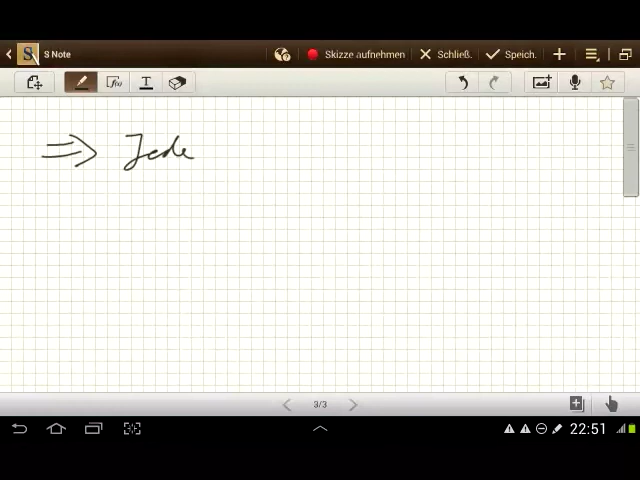 S Note Skizze aufnehmen Schließ. Speich.
f(x) T
⇒ Jede
3/3
22:51